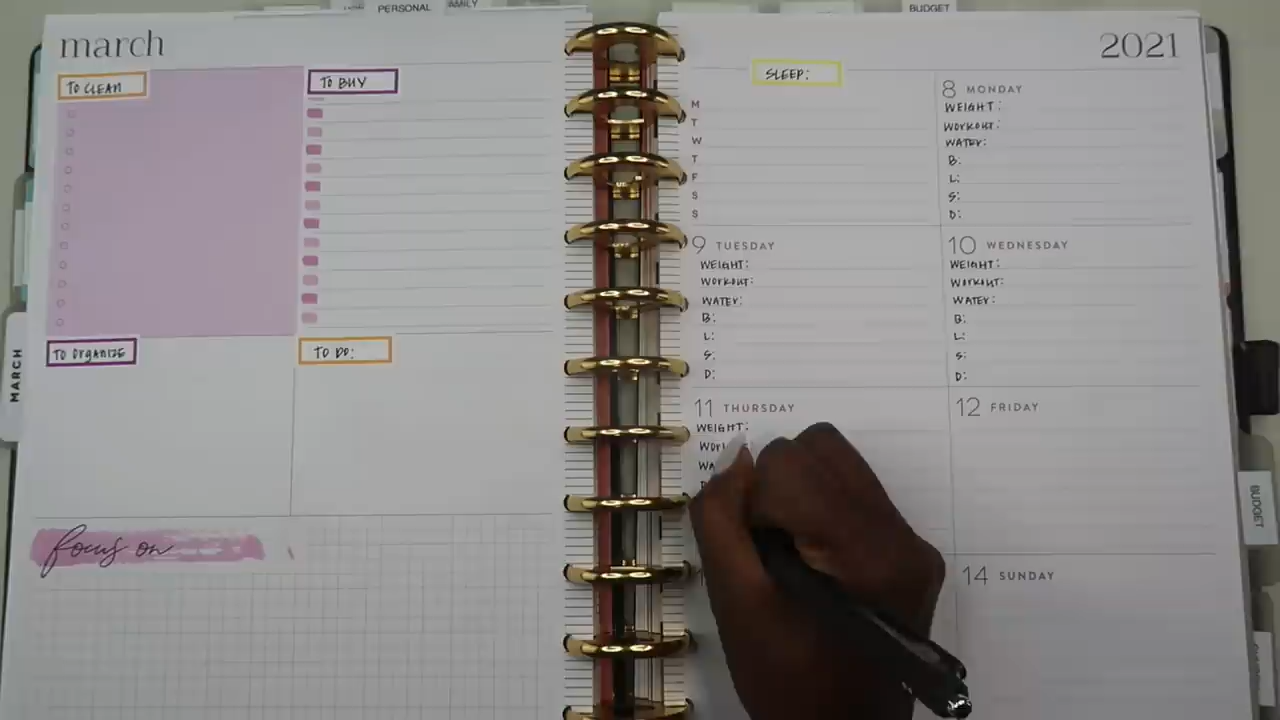 PERSONAL
BUDGET
march
TO CLEAN
TO BUY
TO ORGANIZE
TO DO:
focus on
MARCH
2021
SLEEP:
M
T
W
T
F
S
S
8 MONDAY
WEIGHT:
WORKOUT:
WATER:
B:
L:
S:
D:
9 TUESDAY
WEIGHT:
WORKOUT:
WATER:
B:
L:
S:
D:
10 WEDNESDAY
WEIGHT:
WORKOUT:
WATER:
B:
L:
S:
D:
11 THURSDAY
WEIGHT:
12 FRIDAY
14 SUNDAY
BUDGET